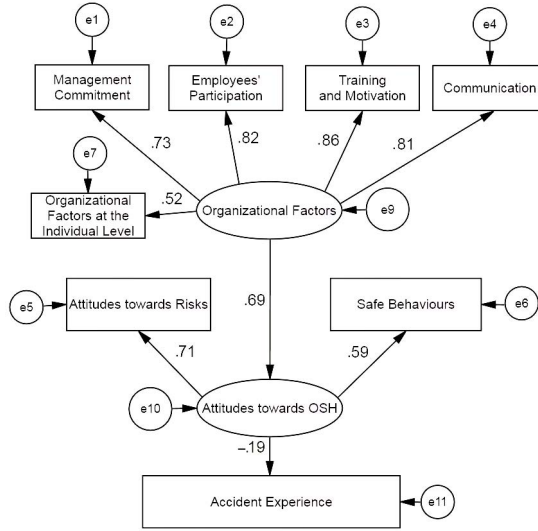 e1
e2
e3
e4
Management
Commitment
Employees'
Participation
Training
and Motivation
Communication
.73
.82
.86
.81
e7
.52
Organizational
Factors at the
Individual Level
Organizational Factors
e9
e5
Attitudes towards Risks
.69
Safe Behaviours
e6
.71
.59
e10
Attitudes towards OSH
–.19
Accident Experience
e11